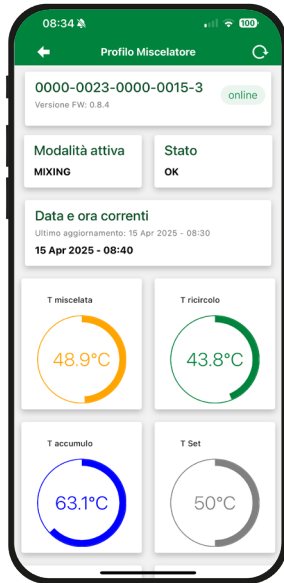 08:34
100
Profilo Miscelatore
0000-0023-0000-0015-3
online
Versione FW: 0.8.4
Modalità attiva
Stato
MIXING
OK
Data e ora correnti
Ultimo aggiornamento: 15 Apr 2025 - 08:30
15 Apr 2025 - 08:40
T miscelata
T ricircolo
48.9°C
43.8°C
T accumulo
T Set
63.1°C
50°C